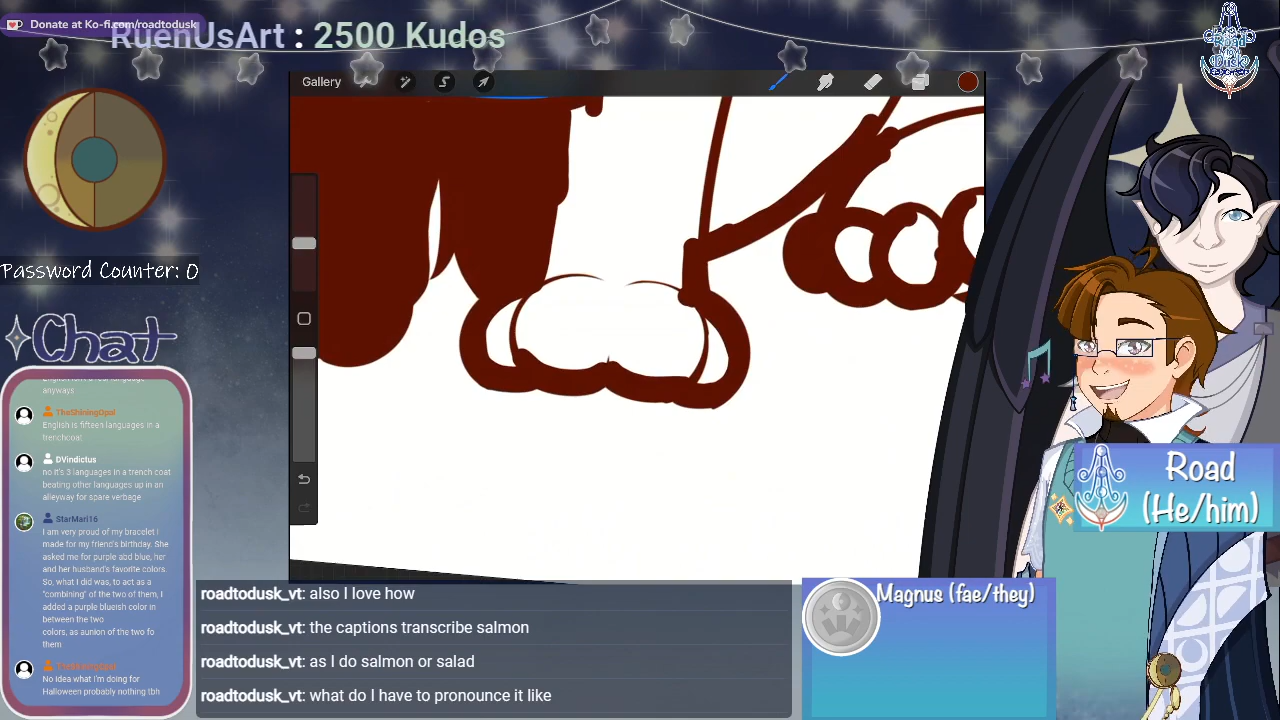 Donate at Ko-fi.com/roadtodusk
RuenUsArt : 2500 Kudos
Road
Dusk
Gallery
Password Counter: 0
Chat
anyways
TheShiningOpal
English is fifteen languages in a
trenchcoat
DVindictus
no it's 3 languages in a trench coat
beating other languages up in an
alleyway for spare verbage
StarMari16
I am very proud of my bracelet I
made for my friend's birthday. She
asked me for purple abd blue, her
and her husband's favorite colors.
So, what I did was, to act as a
"combining" of the two of them, I
added a purple blueish color in
between the two
colors, as aunion of the two fo
them
No idea what I'm doing for
Halloween probably nothing tbh
roadtodusk_vt: also I love how
roadtodusk_vt: the captions transcribe salmon
roadtodusk_vt: as I do salmon or salad
roadtodusk_vt: what do I have to pronounce it like
Road
(He/him)
Magnus (fae/they)